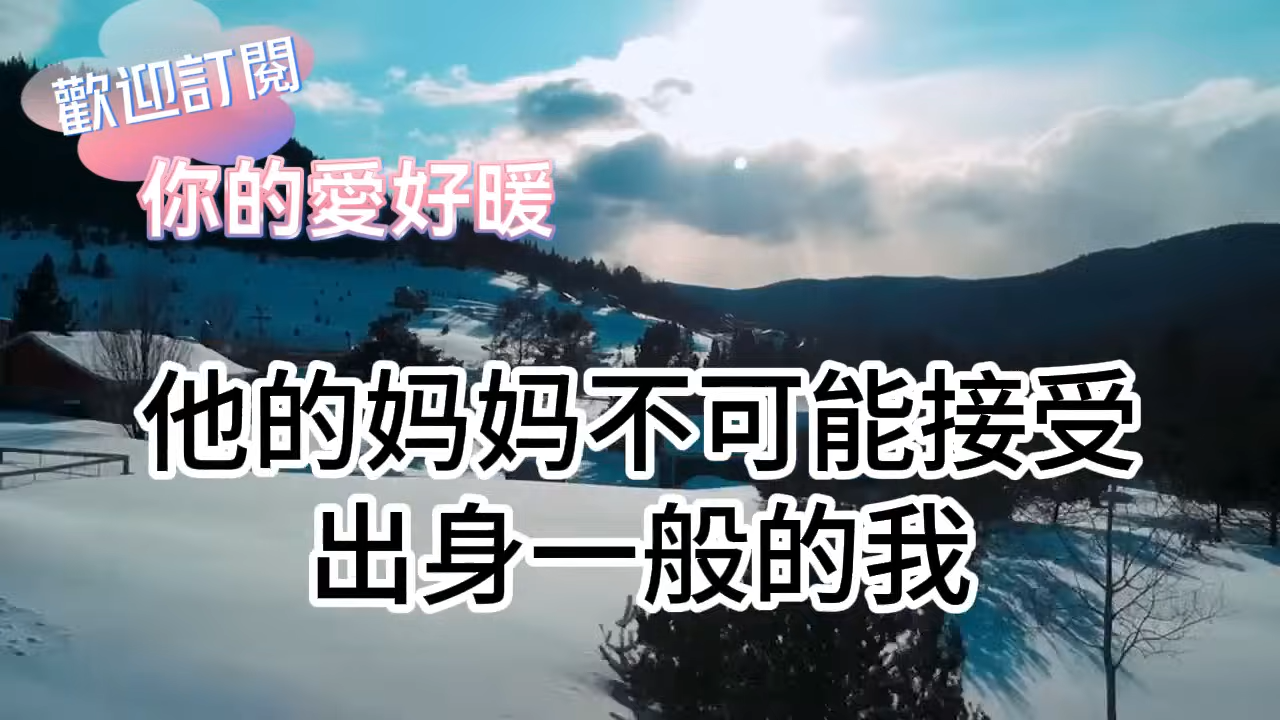 歡迎訂閱
你的愛好暖
他的妈妈不可能接受
出身一般的我